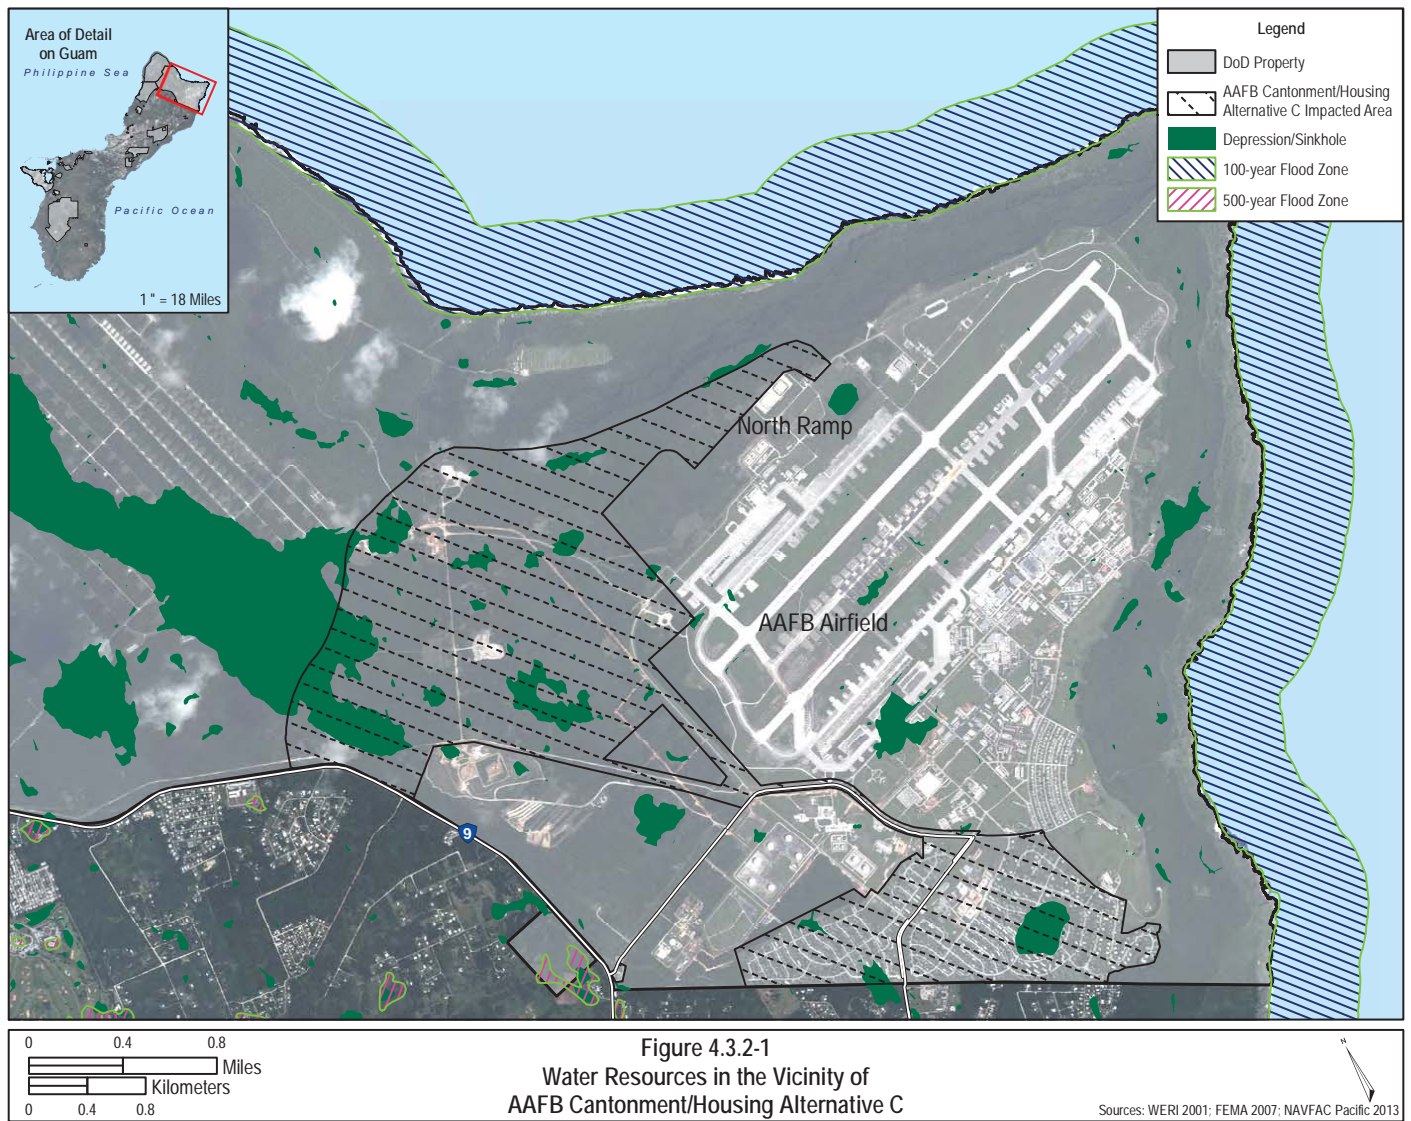 Area of Detail
on Guam
Philippine Sea
Pacific Ocean
1 " = 18 Miles
Legend
DoD Property
AAFB Cantonment/Housing
Alternative C Impacted Area
Depression/Sinkhole
100-year Flood Zone
500-year Flood Zone
North Ramp
AAFB Airfield
9
0 0.4 0.8
Miles
Kilometers
0 0.4 0.8
Figure 4.3.2-1
Water Resources in the Vicinity of
AAFB Cantonment/Housing Alternative C
N
Sources: WERI 2001; FEMA 2007; NAVFAC Pacific 2013